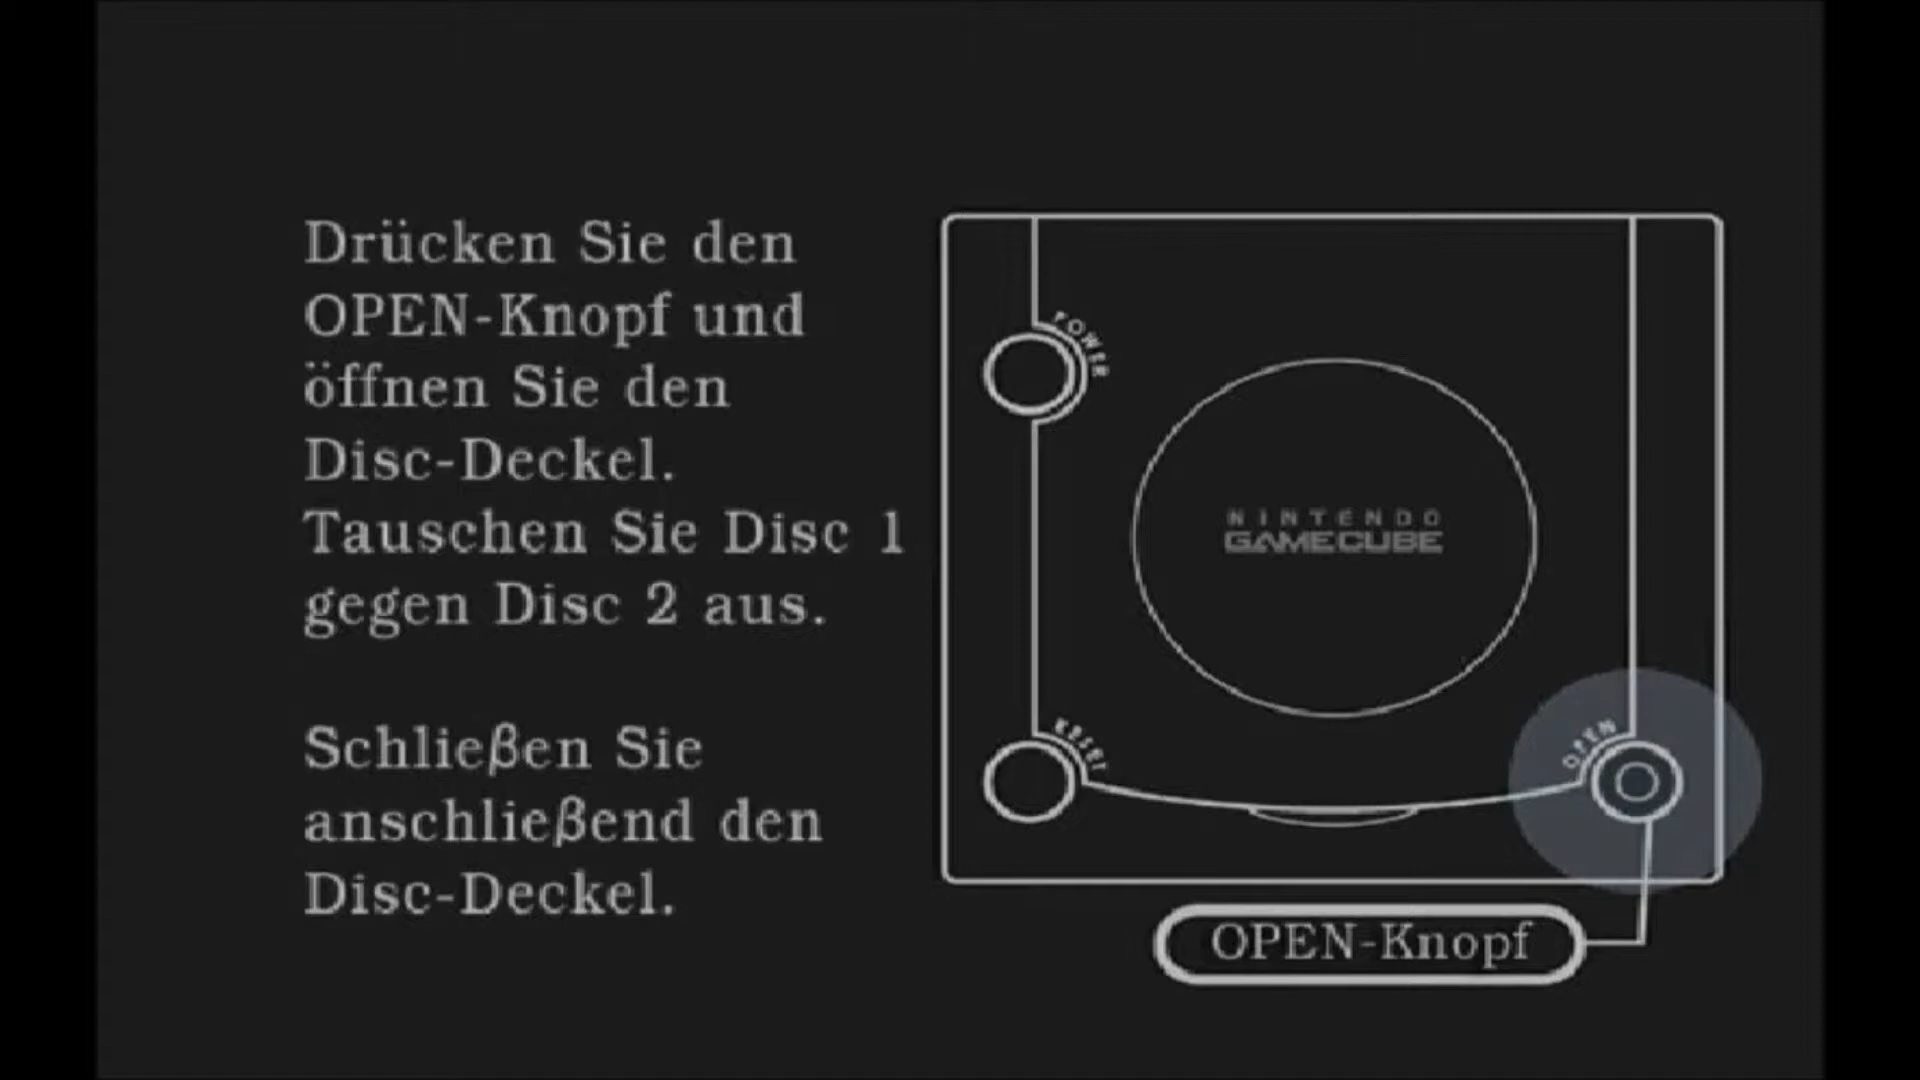 Drücken Sie den
OPEN-Knopf und
öffnen Sie den
Disc-Deckel.
Tauschen Sie Disc 1
gegen Disc 2 aus.
Schließen Sie
anschließend den
Disc-Deckel.
POWER
NINTENDO
GAMECUBE
RESET
OPEN
OPEN-Knopf